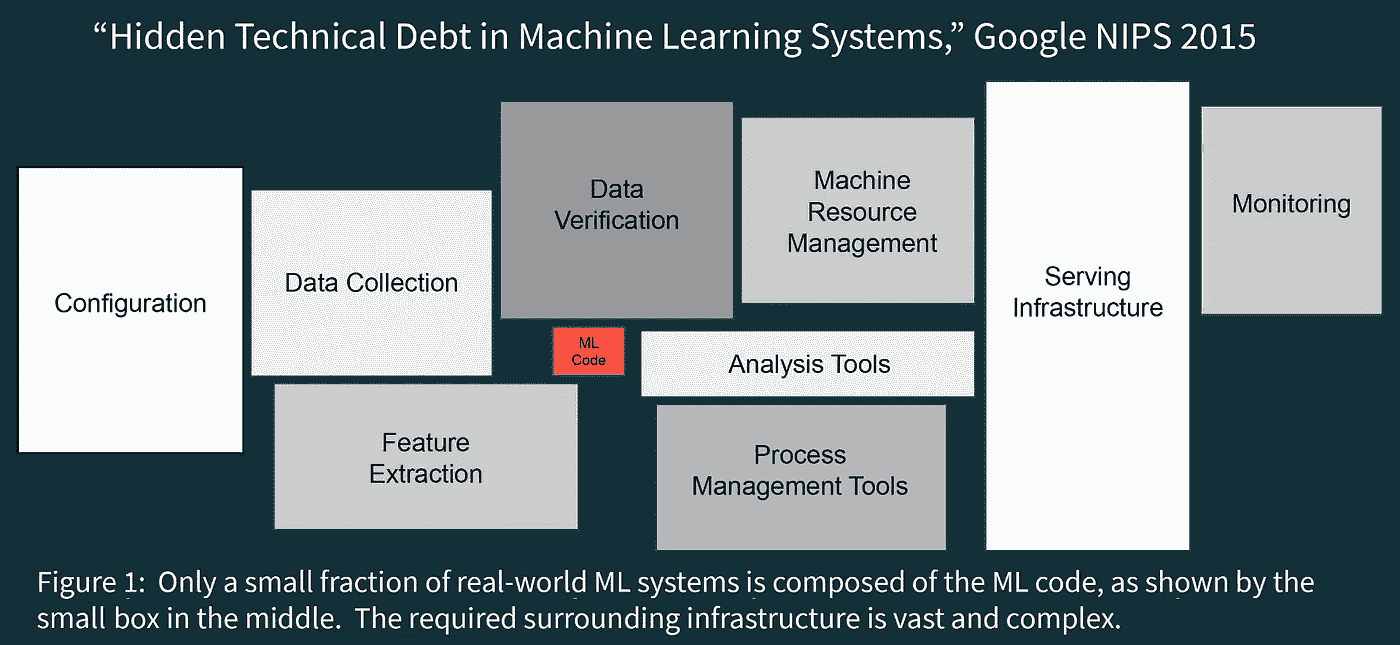 “Hidden Technical Debt in Machine Learning Systems,” Google NIPS 2015
Configuration
Data Collection
Feature
Extraction
Data
Verification
ML
Code
Machine
Resource
Management
Analysis Tools
Process
Management Tools
Serving
Infrastructure
Monitoring
Figure 1:  Only a small fraction of real-world ML systems is composed of the ML code, as shown by the
small box in the middle.  The required surrounding infrastructure is vast and complex.